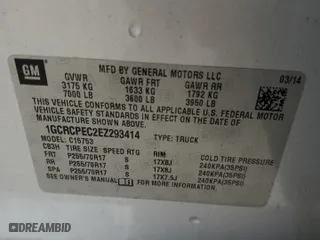 GM
MFD BY GENERAL MOTORS LLC
03/14
GVWR GAWR FRT GAWR RR
3175 KG 1633 KG 1792 KG
7000 LB 3600 LB 3950 LB
THIS VEHICLE CONFORMS TO ALL APPLICABLE U.S. FEDERAL MOTOR
VEHICLE SAFETY STANDARDS IN EFFECT ON THE DATE OF
MANUFACTURE SHOWN ABOVE.
1GCRCPEC2EZ293414 TYPE: TRUCK
MODEL: C15753
TIRE SIZE SPEED RTG RIM COLD TIRE PRESSURE
FRT P255/70R17 S 17X8J 240KPA(35PSI)
RR P255/70R17 S 17X8J 240KPA(35PSI)
SPA P255/70R17 S 17X7.5J 240KPA(35PSI)
SEE OWNER'S MANUAL